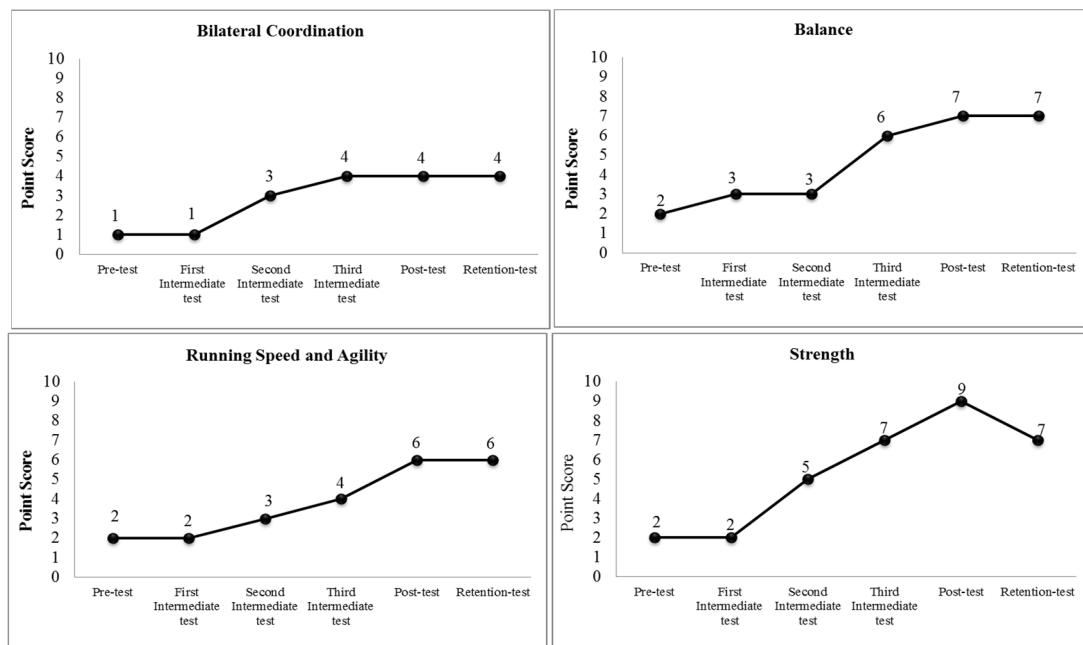 Bilateral Coordination
10
9
8
7
6
5
4
3
2
1
0
Point Score
1
1
3
4
4
4
Pre-test
First
Intermediate
test
Second
Intermediate
test
Third
Intermediate
test
Post-test
Retention-test
Balance
10
9
8
7
6
5
4
3
2
1
0
Point Score
2
3
3
6
7
7
Pre-test
First
Intermediate
test
Second
Intermediate
test
Third
Intermediate
test
Post-test
Retention-test
Running Speed and Agility
10
9
8
7
6
5
4
3
2
1
0
Point Score
2
2
3
4
6
6
Pre-test
First
Intermediate
test
Second
Intermediate
test
Third
Intermediate
test
Post-test
Retention-test
Strength
10
9
8
7
6
5
4
3
2
1
0
Point Score
2
2
5
7
9
7
Pre-test
First
Intermediate
test
Second
Intermediate
test
Third
Intermediate
test
Post-test
Retention-test